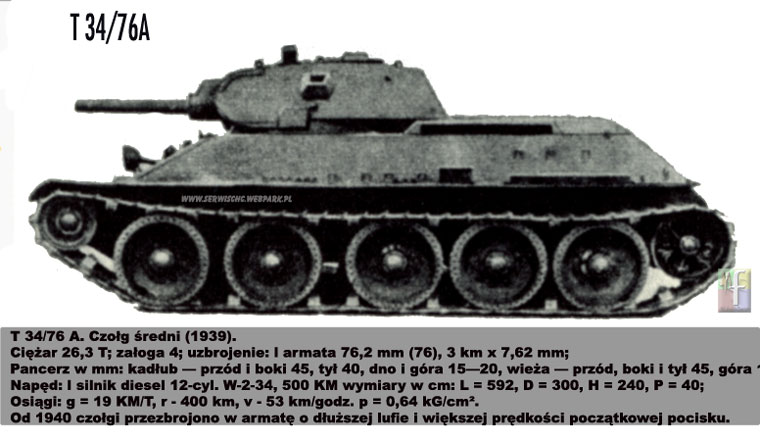 T 34/76A
WWW.SERWISCHC.WEBPARK.PL
f
T 34/76 A. Czołg średni (1939).
Ciężar 26,3 T; załoga 4; uzbrojenie: I armata 76,2 mm (76), 3 km x 7,62 mm;
Pancerz w mm: kadłub — przód i boki 45, tył 40, dno i góra 15—20, wieża — przód, boki i tył 45, góra 1
Napęd: I silnik diesel 12-cyl. W-2-34, 500 KM wymiary w cm: L = 592, D = 300, H = 240, P = 40;
Osiągi: g = 19 KM/T, r - 400 km, v - 53 km/godz. p = 0,64 kG/cm².
Od 1940 czołgi przezbrojono w armatę o dłuższej lufie i większej prędkości początkowej pocisku.